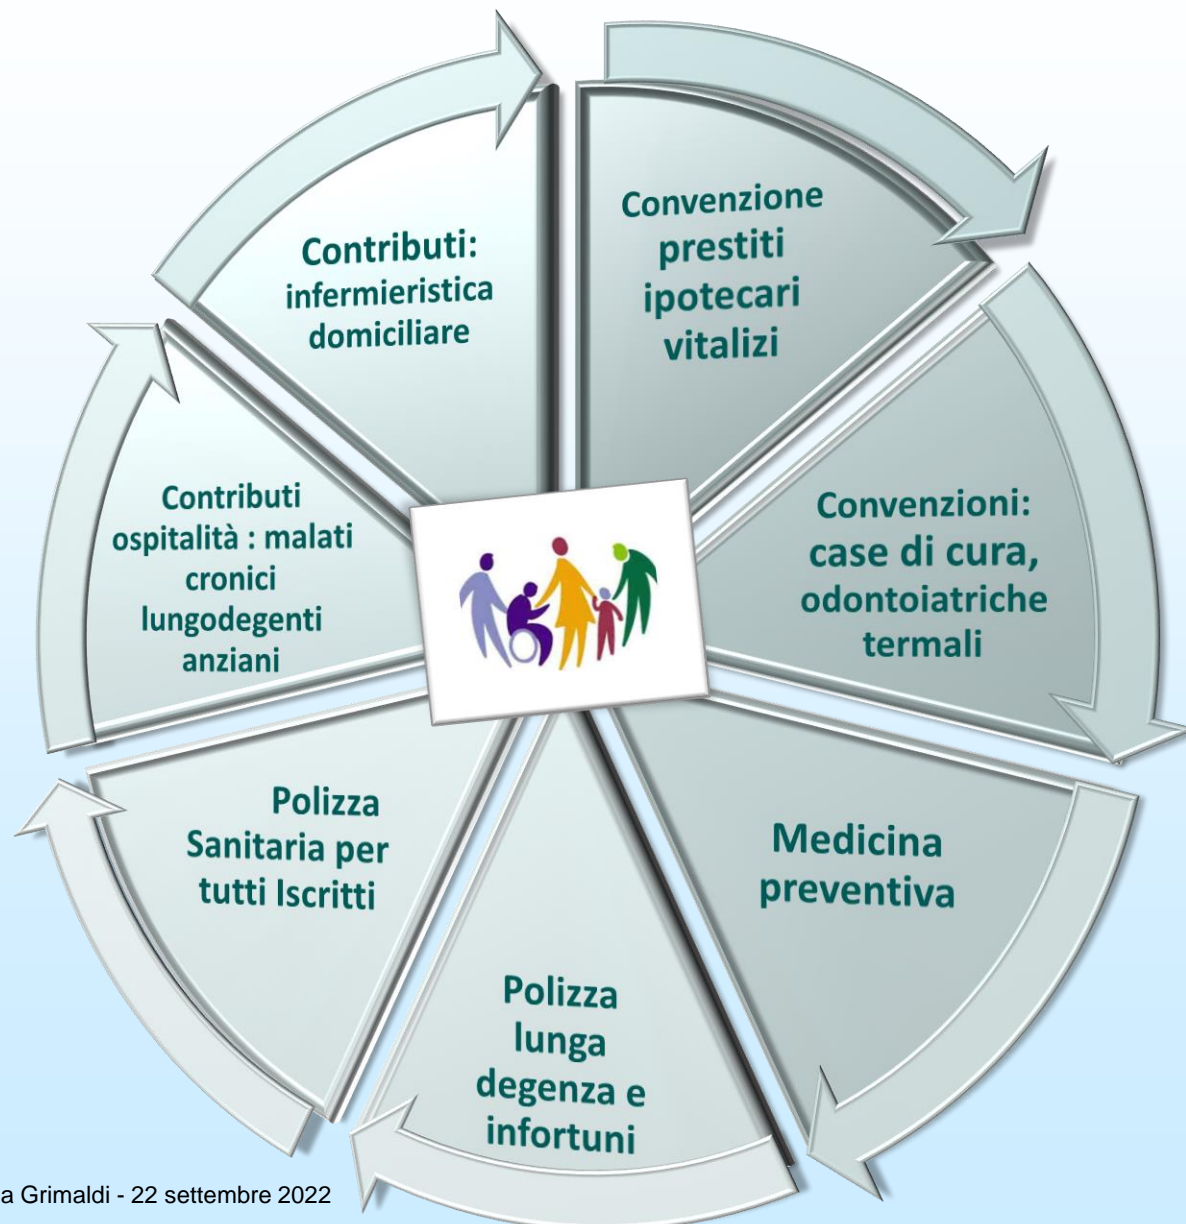 Convenzione
prestiti
ipotecari
vitalizi
Convenzioni:
case di cura,
odontoiatriche
termali
Medicina
preventiva
Polizza
lunga
degenza e
infortuni
Polizza
Sanitaria per
tutti Iscritti
Contributi
ospitalità : malati
cronici
lungodegenti
anziani
Contributi:
infermieristica
domiciliare
a Grimaldi - 22 settembre 2022